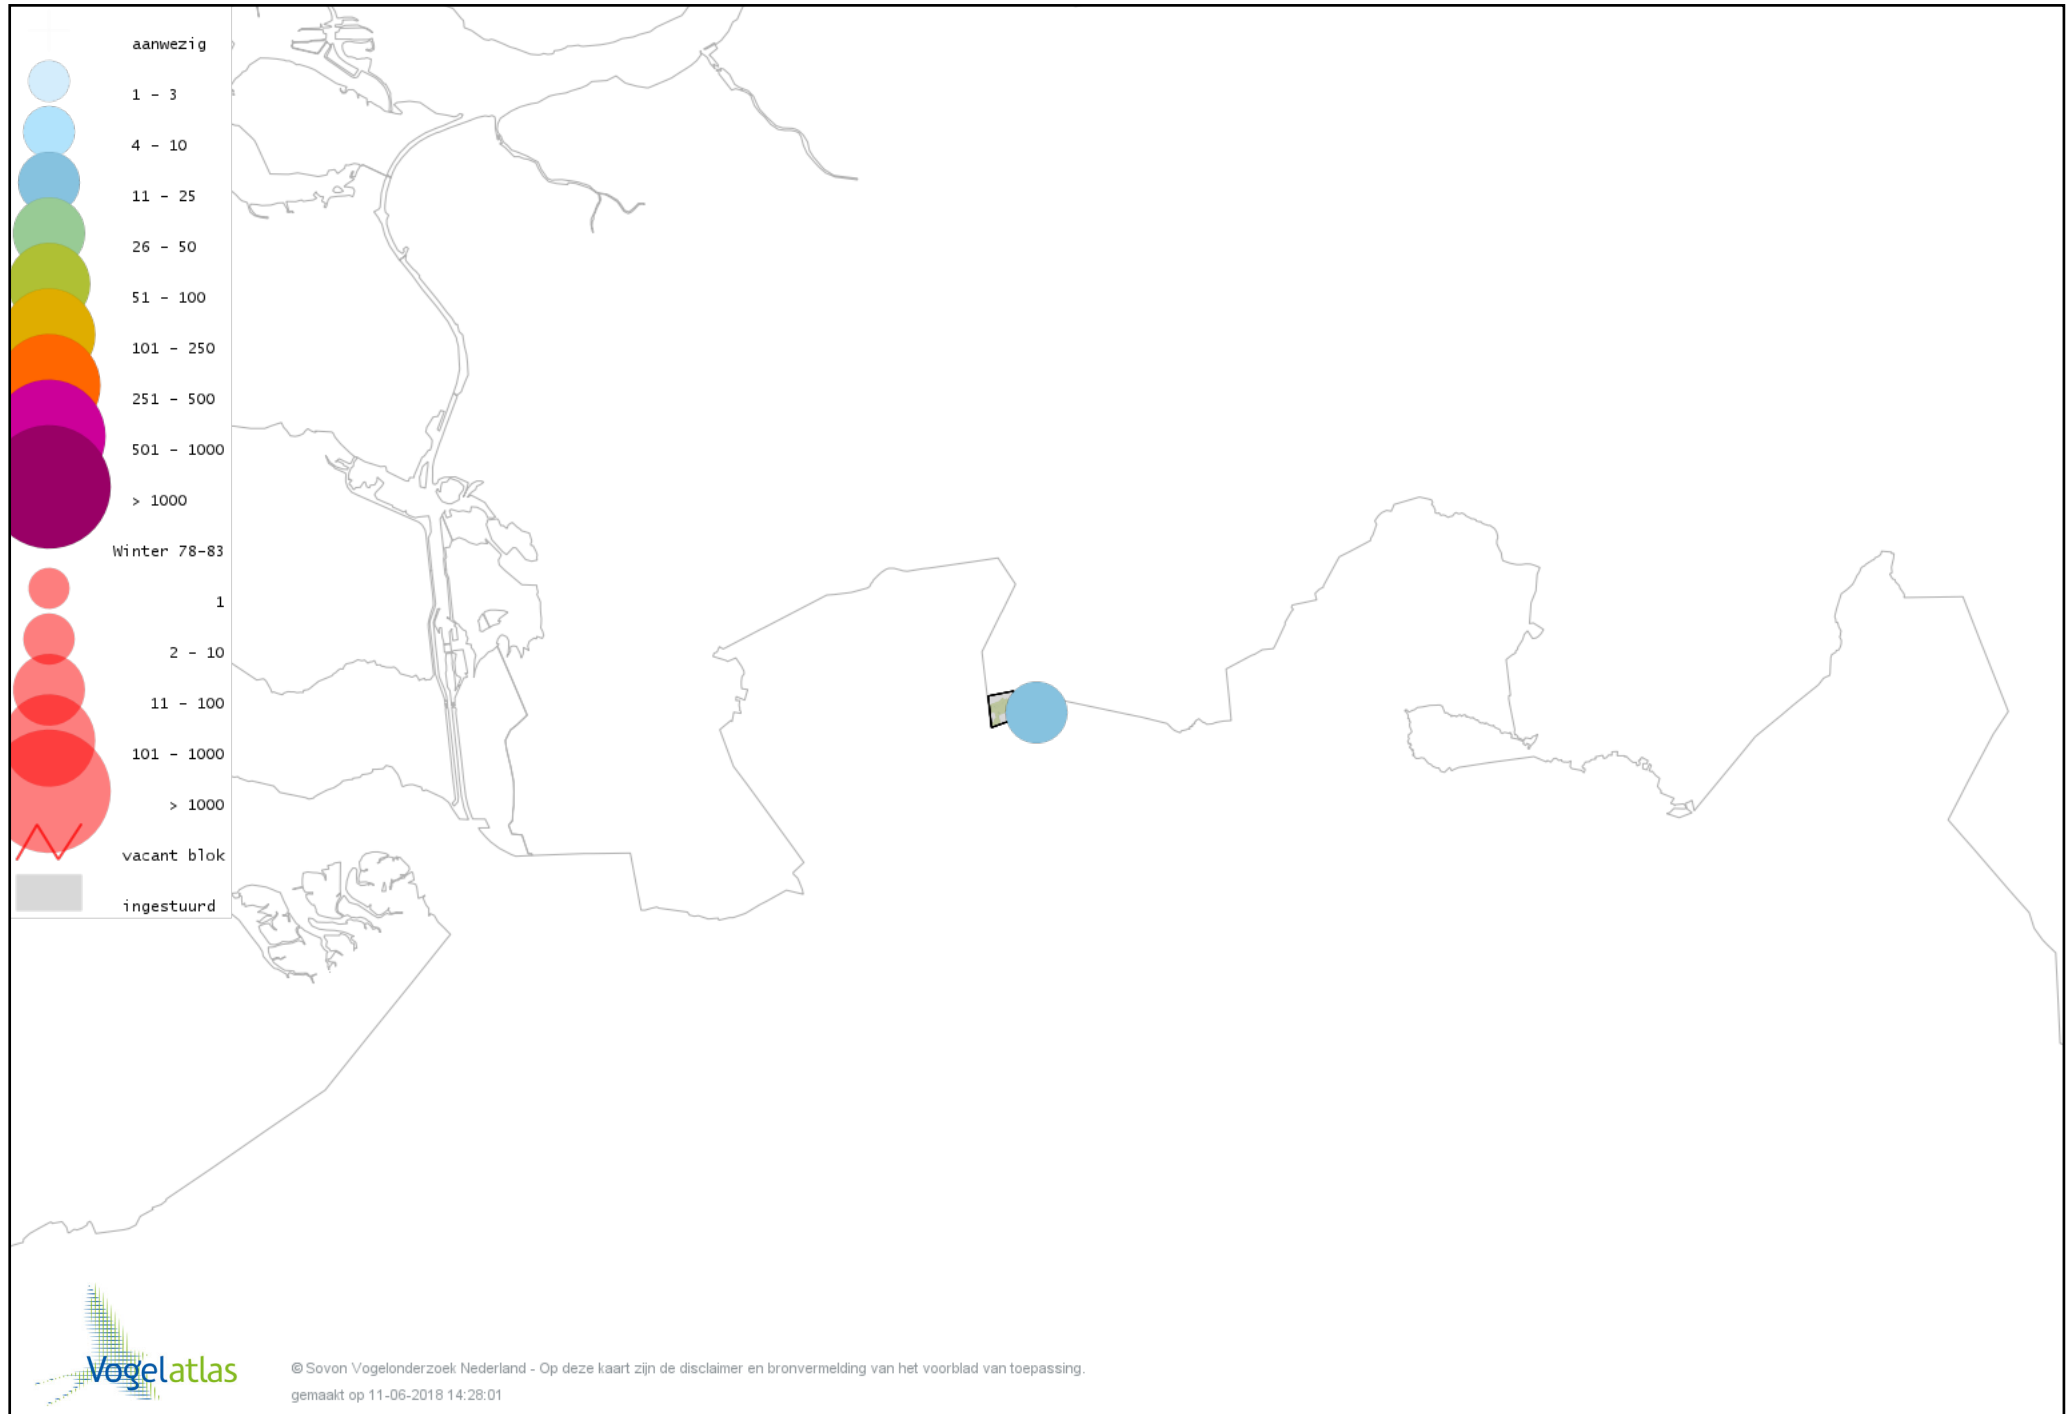 aanwezig
1 - 3
4 - 10
11 - 25
26 - 50
51 - 100
101 - 250
251 - 500
501 - 1000
> 1000
Winter 78-83
1
2 - 10
11 - 100
101 - 1000
> 1000
vacant blok
ingestuurd
Vogelatlas
© Sovon Vogelonderzoek Nederland - Op deze kaart zijn de disclaimer en bronvermelding van het voorblad van toepassing.
gemaakt op 11-06-2018 14:28:01